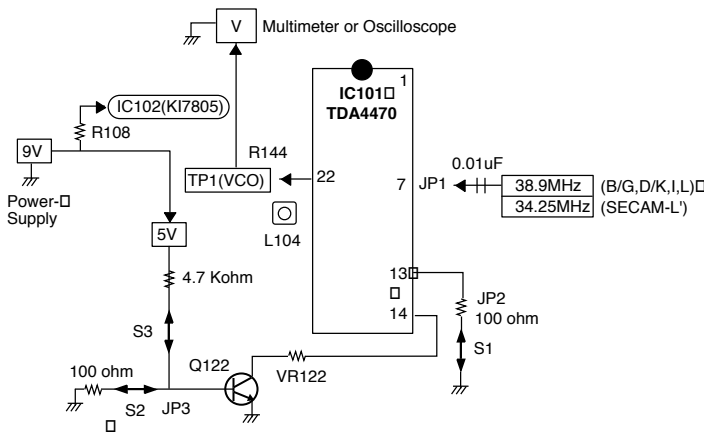 V
Multimeter or Oscilloscope
1
IC101
TDA4470
IC102(KI7805)
R108
9V
Power-
Supply
R144
TP1(VCO)
22
7
JP1
0.01uF
38.9MHz
(B/G,D/K,I,L)
34.25MHz
(SECAM-L')
5V
L104
4.7 Kohm
13
14
JP2
100 ohm
S1
S3
100 ohm
Q122
VR122
S2
JP3